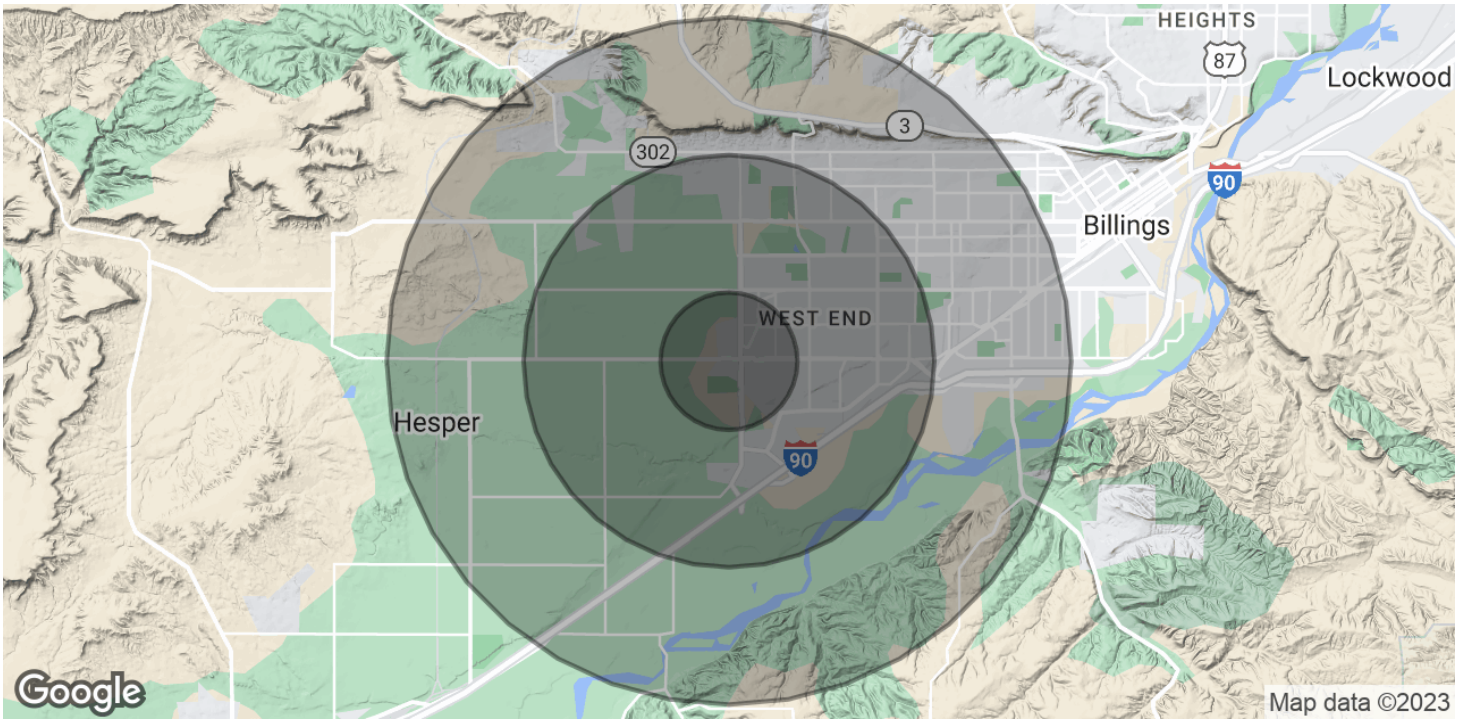 HEIGHTS
87
Lockwood
3
302
90
Billings
WEST END
Hesper
90
Google
Map data ©2023